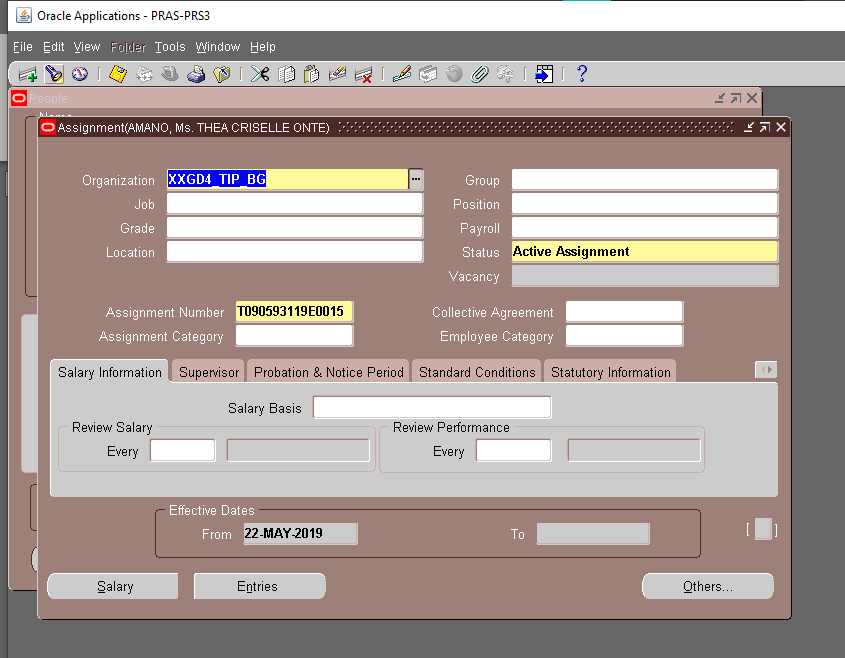 Oracle Applications - PRAS-PRS3
File Edit View Folder Tools Window Help
People
Name
Assignment(AMANO, Ms. THEA CRISELLE ONTE)
Organization XXGD4_TIP_BG ... Group
Job Position
Grade Payroll
Location Status Active Assignment
Vacancy
Assignment Number T090593119E0015 Collective Agreement
Assignment Category Employee Category
Salary Information Supervisor Probation & Notice Period Standard Conditions Statutory Information
Salary Basis
Review Salary Review Performance
Every Every
Effective Dates
From 22-MAY-2019 To [ ]
Salary Entries Others...